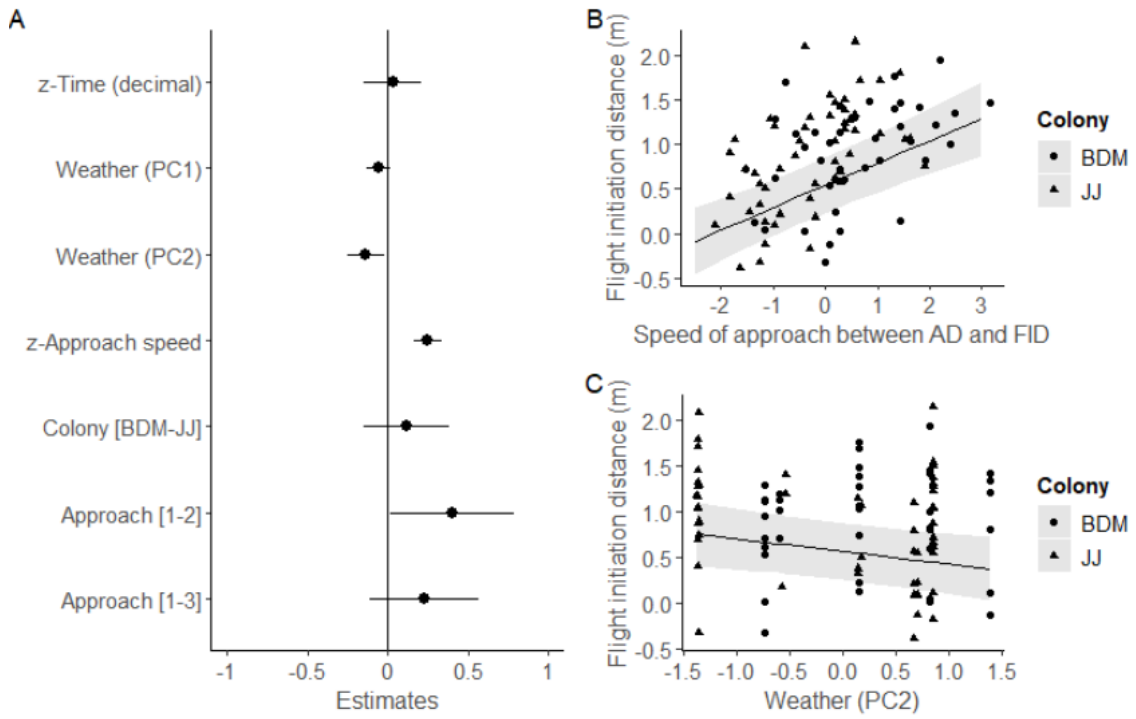 A
z-Time (decimal)
Weather (PC1)
Weather (PC2)
z-Approach speed
Colony [BDM-JJ]
Approach [1-2]
Approach [1-3]
-1 -0.5 0 0.5 1
Estimates
B
Flight initiation distance (m)
2.0
1.5
1.0
0.5
0.0
-0.5
-2 -1 0 1 2 3
Speed of approach between AD and FID
Colony
BDM
JJ
C
Flight initiation distance (m)
2.0
1.5
1.0
0.5
0.0
-0.5
-1.5 -1.0 -0.5 0.0 0.5 1.0 1.5
Weather (PC2)
Colony
BDM
JJ